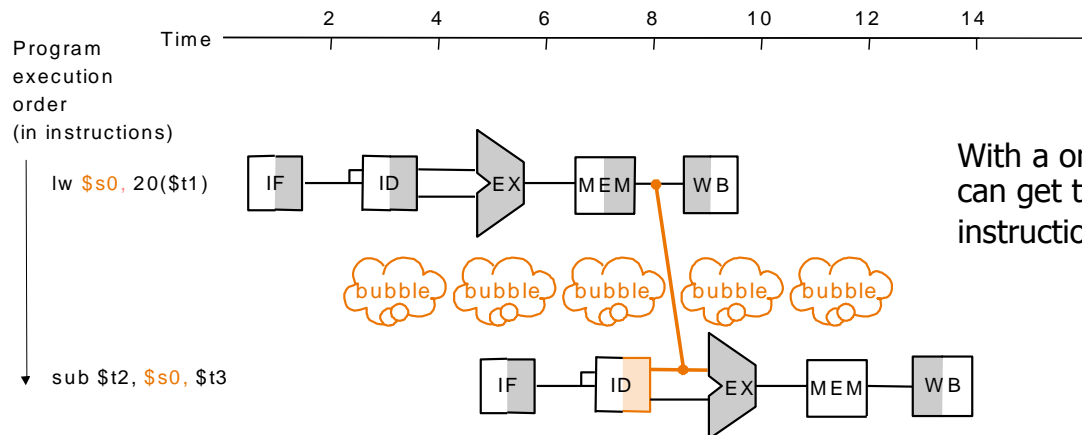 2 4 6 8 10 12 14
Time
Program
execution
order
(in instructions)
lw $s0, 20($t1)
IF ID EX MEM WB
With a
can get
bubble bubble bubble bubble bubble
sub $t2, $s0, $t3
IF ID EX MEM WB